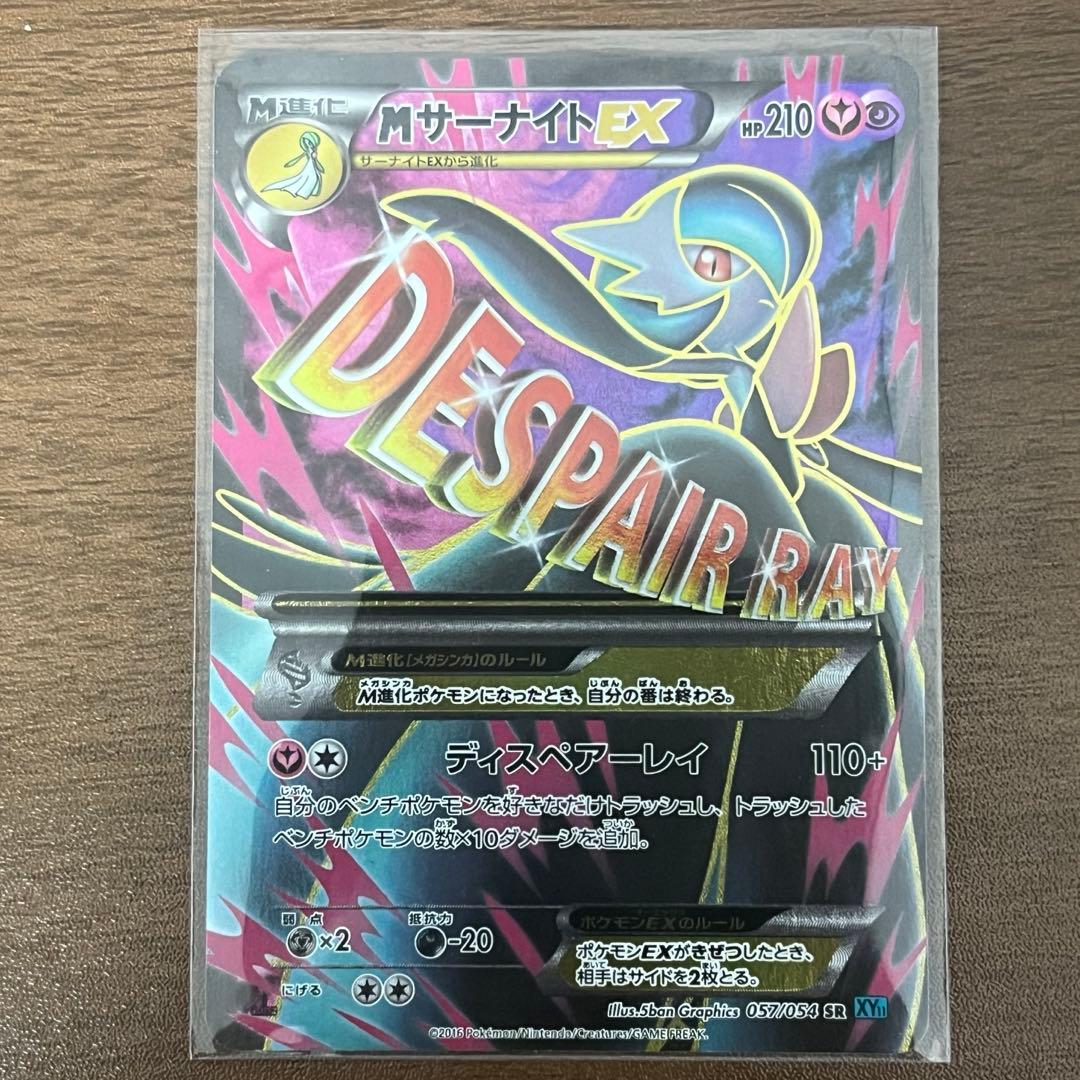 M進化
MサーナイトEX
HP210
サーナイトEXから進化
DESPAIR RAY
M進化[メガシンカ]のルール
M進化ポケモンになったとき、自分の番は終わる。
ディスペアーレイ 110+
自分のベンチポケモンを好きなだけトラッシュし、トラッシュした
ベンチポケモンの数×10ダメージを追加。
弱点 抵抗力
×2 -20
ポケモンEXのルール
ポケモンEXがきぜつしたとき、
相手はサイドを2枚とる。
にげる
Illus.5ban Graphics 057/054 SR XY11
©2016 Pokémon/Nintendo/Creatures/GAME FREAK.